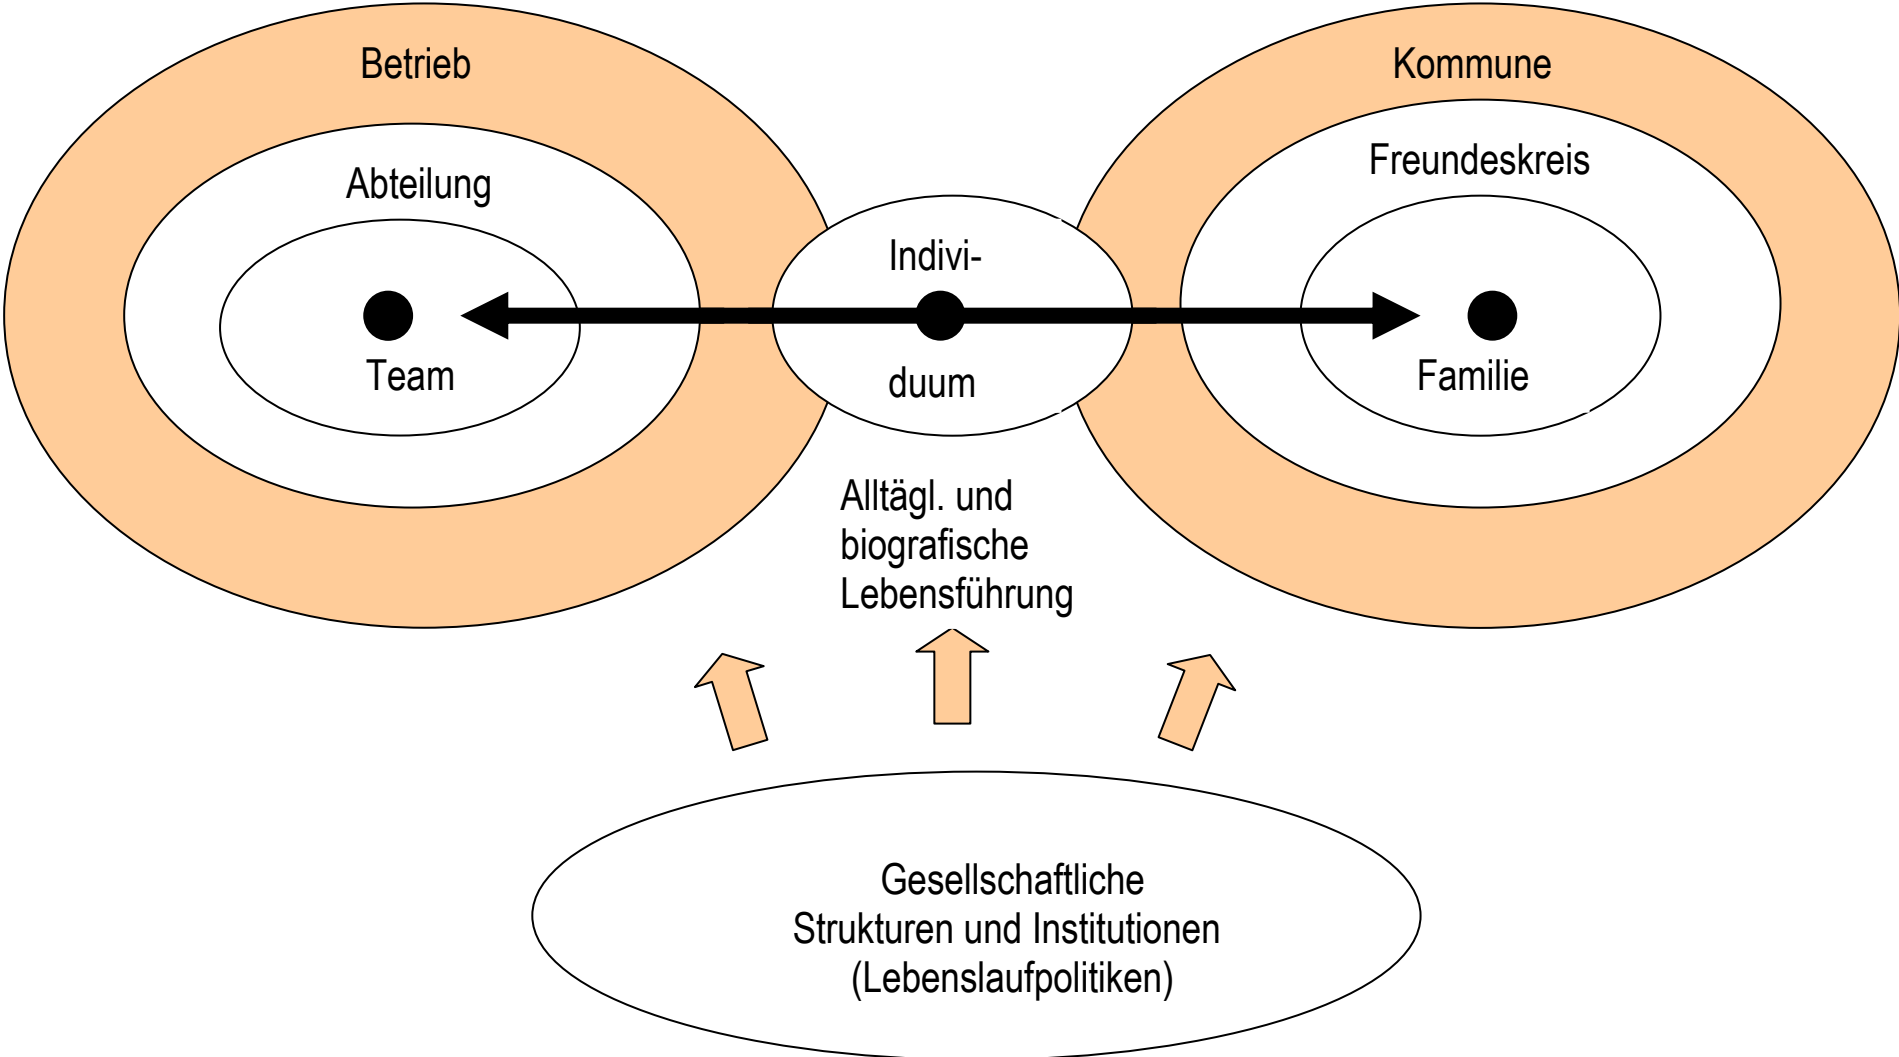 Betrieb
Kommune
Abteilung
Freundeskreis
Indivi-
duum
Team
Familie
Alltägl. und
biografische
Lebensführung
Gesellschaftliche
Strukturen und Institutionen
(Lebenslaufpolitiken)